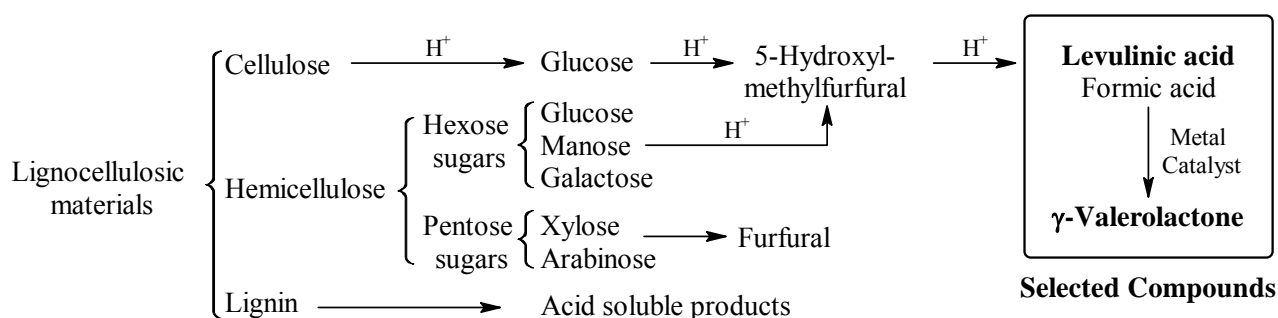 Lignocellulosic
materials
Cellulose
H+
Glucose
H+
5-Hydroxyl-
methylfurfural
H+
Levulinic acid
Formic acid
Metal
Catalyst
γ-Valerolactone
Selected Compounds
Hemicellulose
Hexose
sugars
Glucose
Manose
Galactose
H+
Pentose
sugars
Xylose
Arabinose
Furfural
Lignin
Acid soluble products